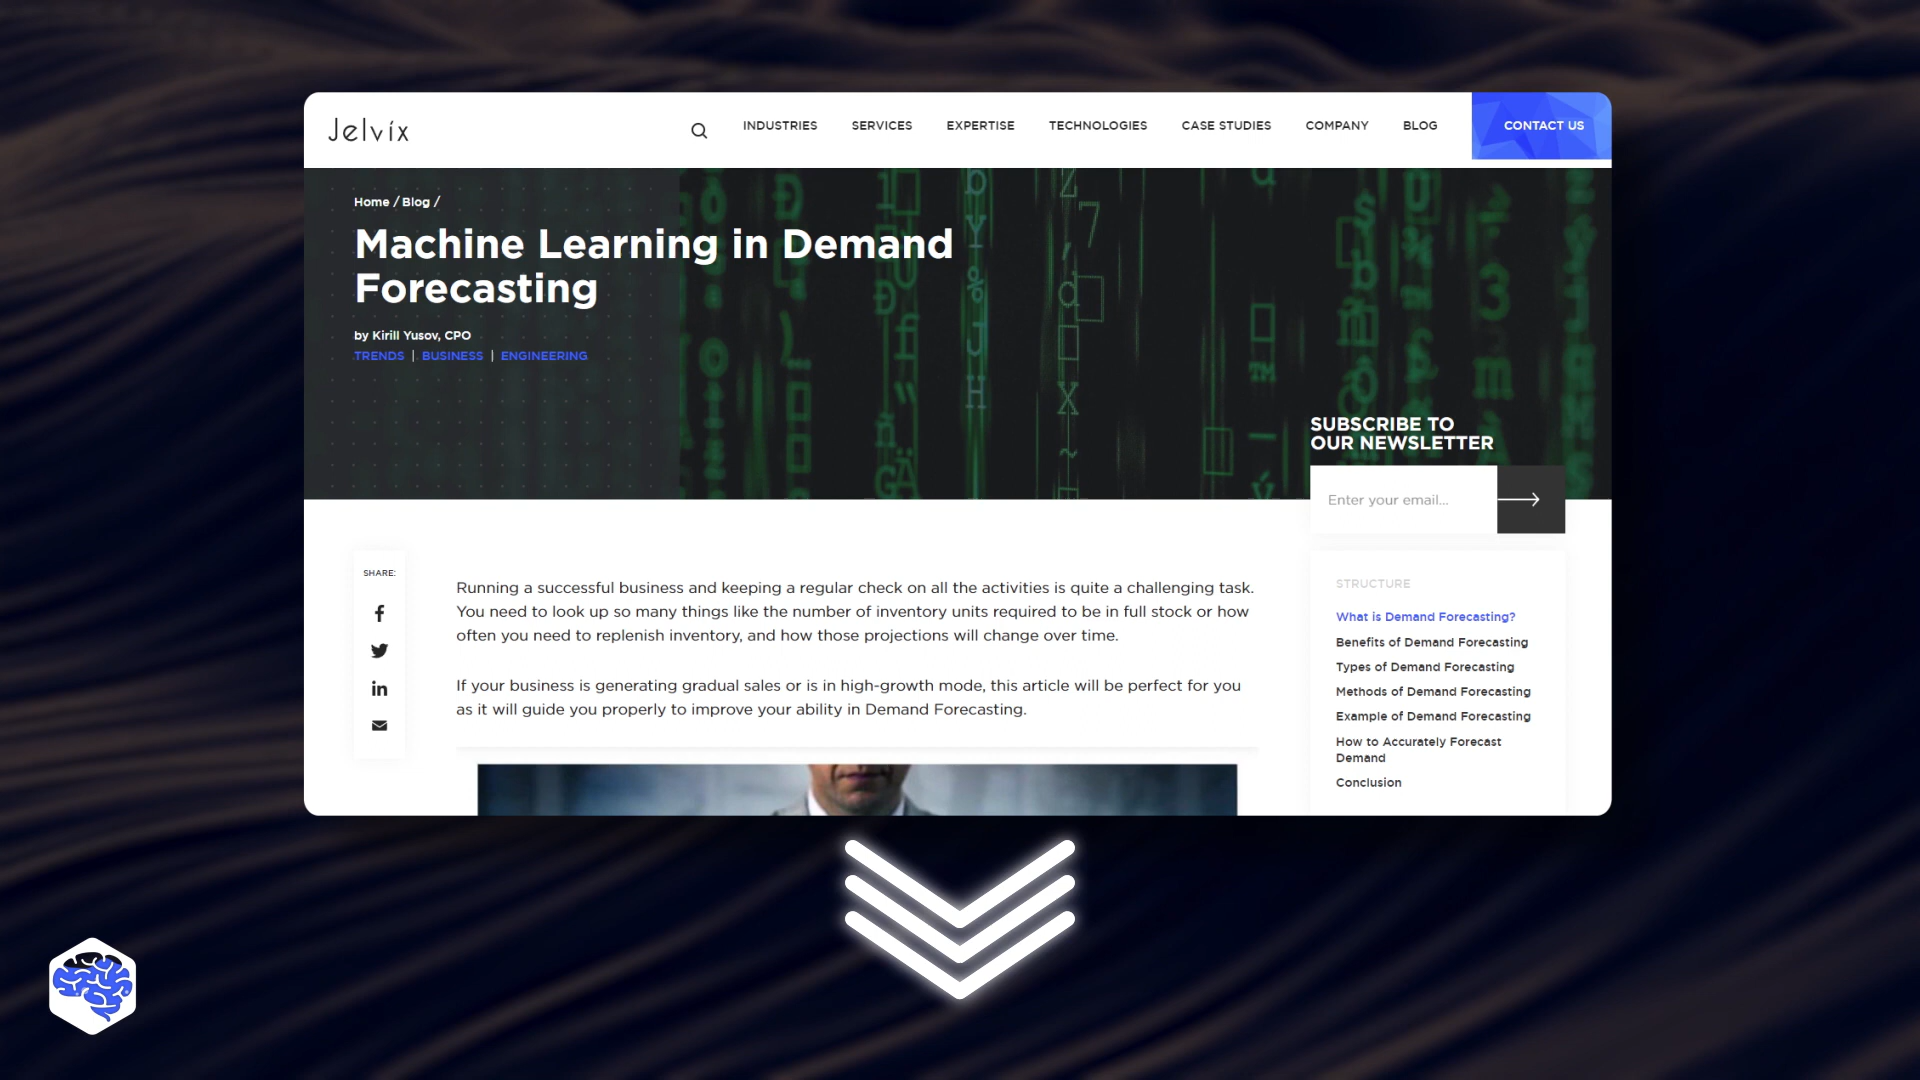 Jelvix
INDUSTRIES
SERVICES
EXPERTISE
TECHNOLOGIES
CASE STUDIES
COMPANY
BLOG
CONTACT US
Home / Blog /
Machine Learning in Demand
Forecasting
by Kirill Yusov, CPO
TRENDS | BUSINESS | ENGINEERING
SUBSCRIBE TO
OUR NEWSLETTER
Enter your email...
SHARE:
Running a successful business and keeping a regular check on all the activities is quite a challenging task.
You need to look up so many things like the number of inventory units required to be in full stock or how
often you need to replenish inventory, and how those projections will change over time.
If your business is generating gradual sales or is in high-growth mode, this article will be perfect for you
as it will guide you properly to improve your ability in Demand Forecasting.
STRUCTURE
What is Demand Forecasting?
Benefits of Demand Forecasting
Types of Demand Forecasting
Methods of Demand Forecasting
Example of Demand Forecasting
How to Accurately Forecast
Demand
Conclusion